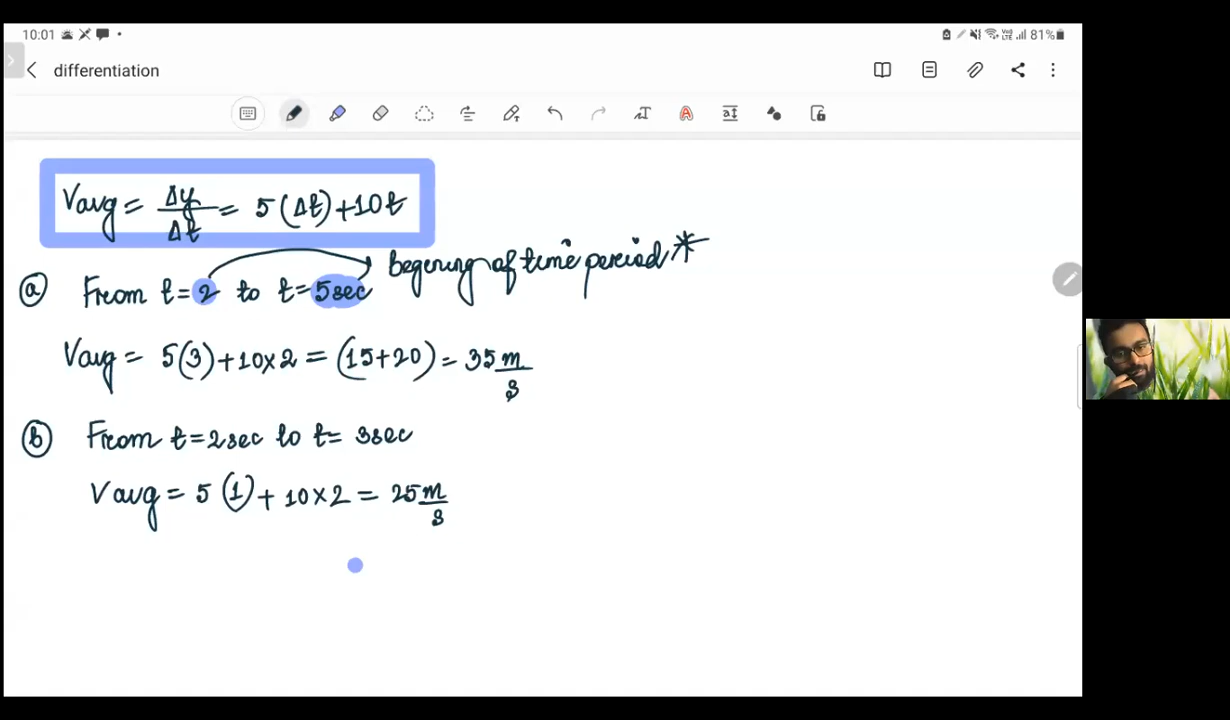 10:01
81%
differentiation
Vavg = Δy/Δt = 5(Δt)+10t
begering of time period *
(a) From t=2 to t=5sec
Vavg = 5(3)+10×2 = (15+20) = 35 m/s
(b) From t=2sec to t= 3sec
Vavg = 5(1)+10×2 = 25 m/s